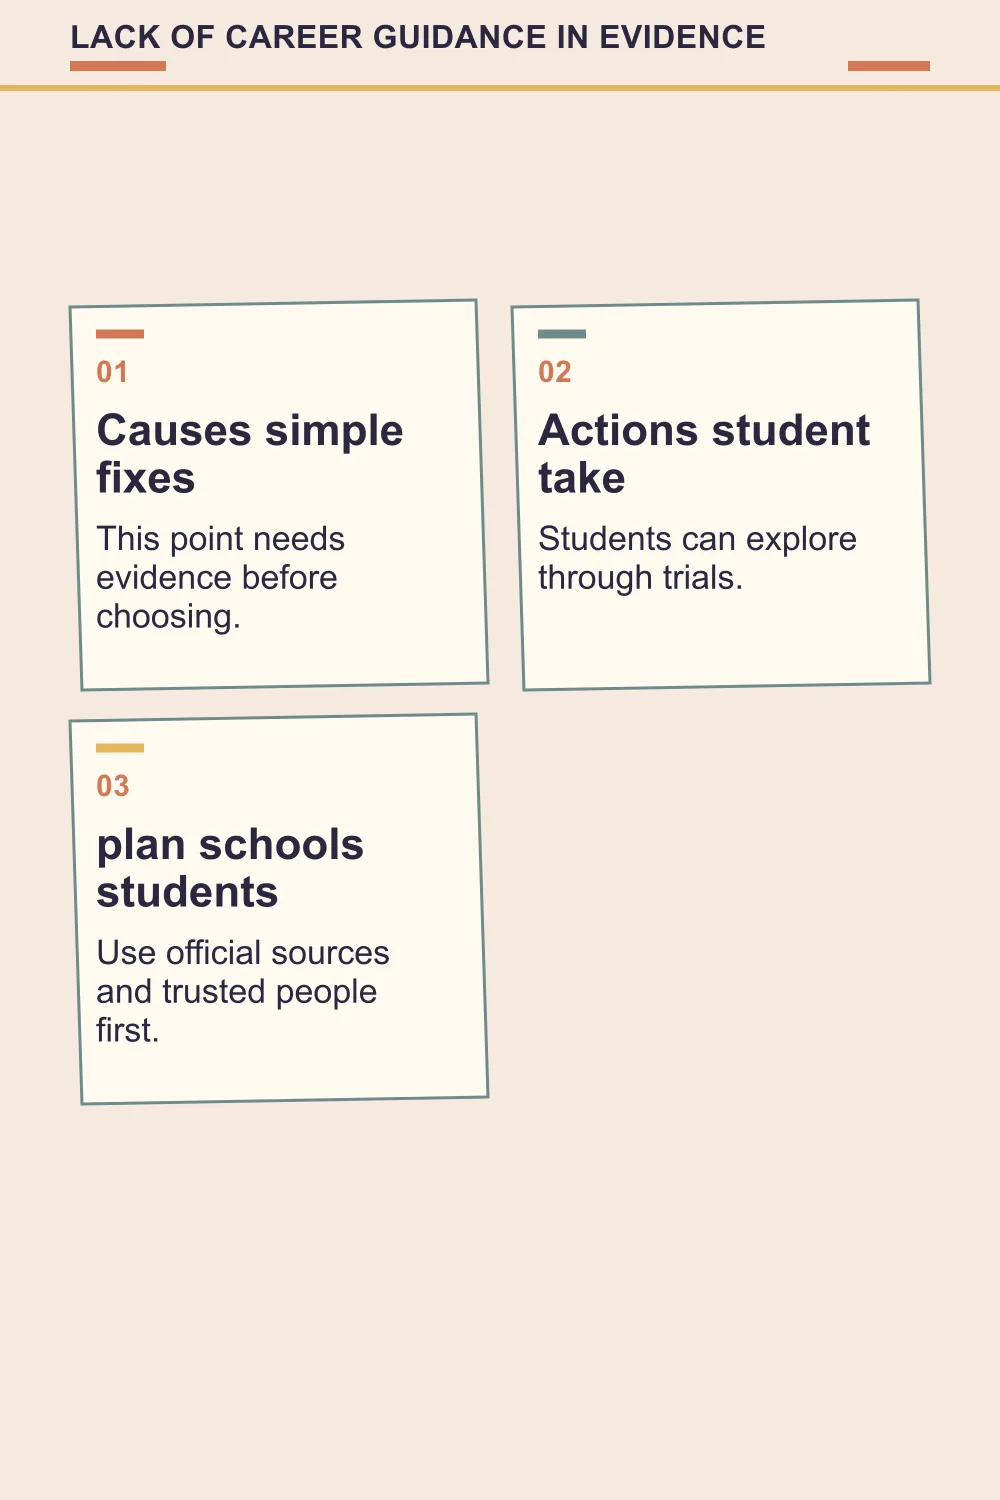 LACK OF CAREER GUIDANCE IN EVIDENCE
01
Causes simple
fixes
This point needs
evidence before
choosing.
02
Actions student
take
Students can explore
through trials.
03
plan schools
students
Use official sources
and trusted people
first.